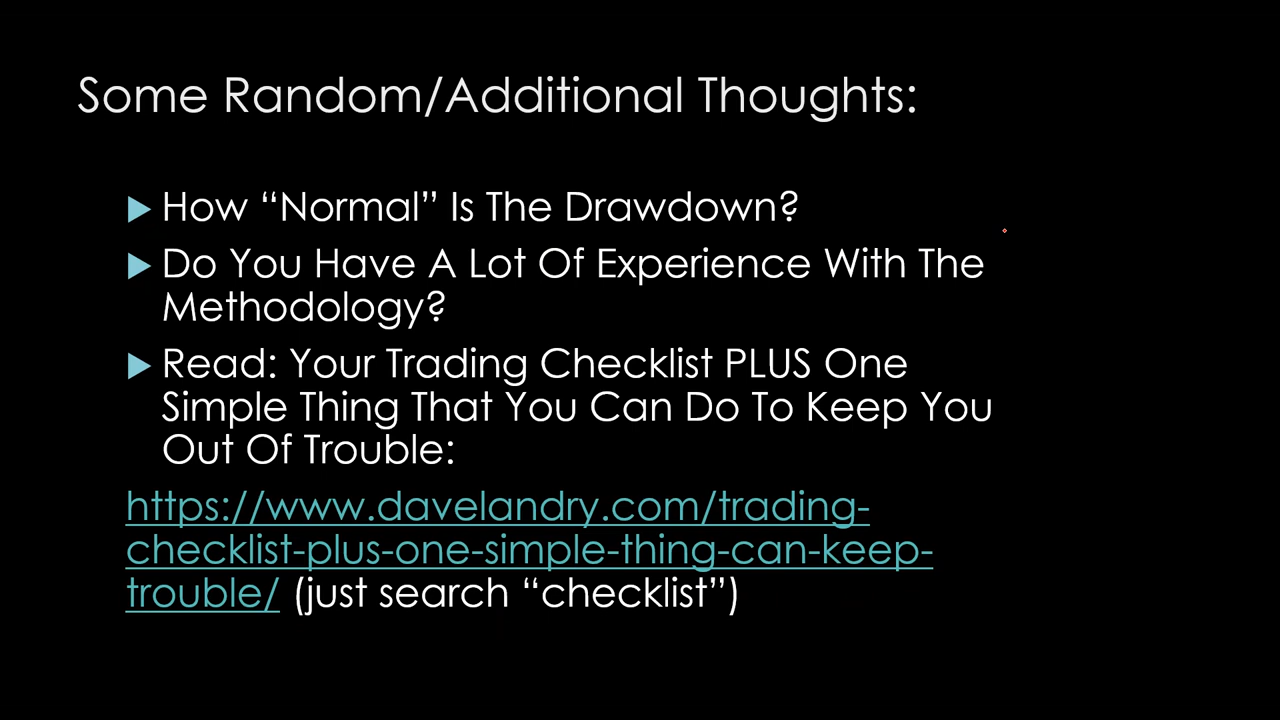 Some Random/Additional Thoughts:
How “Normal” Is The Drawdown?
Do You Have A Lot Of Experience With The
Methodology?
Read: Your Trading Checklist PLUS One
Simple Thing That You Can Do To Keep You
Out Of Trouble:
https://www.davelandry.com/trading-
checklist-plus-one-simple-thing-can-keep-
trouble/ (just search “checklist”)